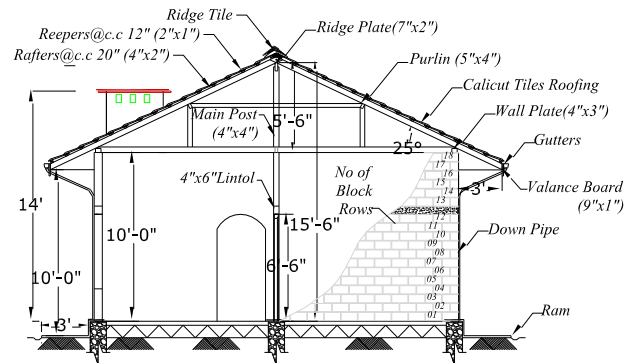 Ridge Tile
Reepers@c.c 12" (2"x1")
Rafters@c.c 20" (4"x2")
Ridge Plate(7"x2")
Purlin (5"x4")
Calicut Tiles Roofing
Main Post
(4"x4")
5'-6"
Wall Plate(4"x3")
25°
Gutters
4"x6"Lintol
No of
Block
Rows
3'
Valance Board
(9"x1")
14'
10'-0"
15'-6"
Down Pipe
10'-0"
6'-6"
3'
Ram
18
17
16
15
14
13
12
11
10
09
08
07
06
05
04
03
02
01